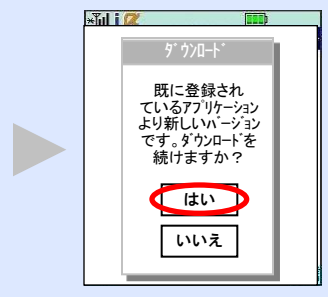 ﾀﾞｳﾝﾛｰﾄﾞ
既に登録され
ているｱﾌﾟﾘｹｰｼｮﾝ
より新しいﾊﾞｰｼﾞｮﾝ
です。ﾀﾞｳﾝﾛｰﾄﾞを
続けますか？
はい
いいえ